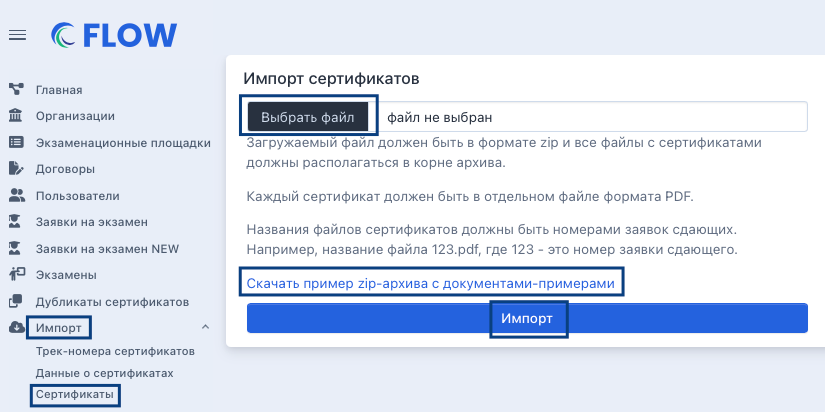 FLOW
Главная
Организации
Экзаменационные площадки
Договоры
Пользователи
Заявки на экзамен
Заявки на экзамен NEW
Экзамены
Дубликаты сертификатов
Импорт
Трек-номера сертификатов
Данные о сертификатах
Сертификаты
Импорт сертификатов
Выбрать файл файл не выбран
Загружаемый файл должен быть в формате zip и все файлы с сертификатами
должны располагаться в корне архива.
Каждый сертификат должен быть в отдельном файле формата PDF.
Названия файлов сертификатов должны быть номерами заявок сдающих.
Например, название файла 123.pdf, где 123 - это номер заявки сдающего.
Скачать пример zip-архива с документами-примерами
Импорт